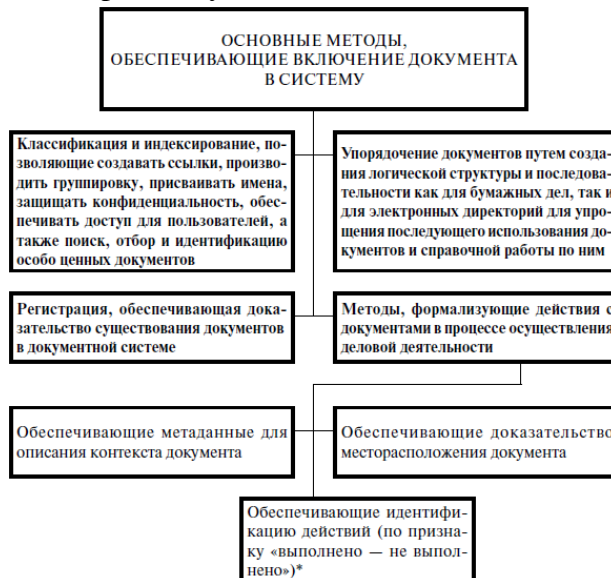 ОСНОВНЫЕ МЕТОДЫ,
ОБЕСПЕЧИВАЮЩИЕ ВКЛЮЧЕНИЕ ДОКУМЕНТА
В СИСТЕМУ
Классификация и индексирование, по-
зволяющие создавать ссылки, произво-
дить группировку, присваивать имена,
защищать конфиденциальность, обес-
печивать доступ для пользователей, а
также поиск, отбор и идентификацию
особо ценных документов
Упорядочение документов путем созда-
ния логической структуры и последова-
тельности как для бумажных дел, так и
для электронных директорий для упро-
щения последующего использования до-
кументов и справочной работы по ним
Регистрация, обеспечивающая дока-
зательство существования документов
в документной системе
Методы, формализующие действия с
документами в процессе осуществления
деловой деятельности
Обеспечивающие метаданные для
описания контекста документа
Обеспечивающие доказательство
месторасположения документа
Обеспечивающие идентифи-
кацию действий (по призна-
ку «выполнено — не выпол-
нено»)*